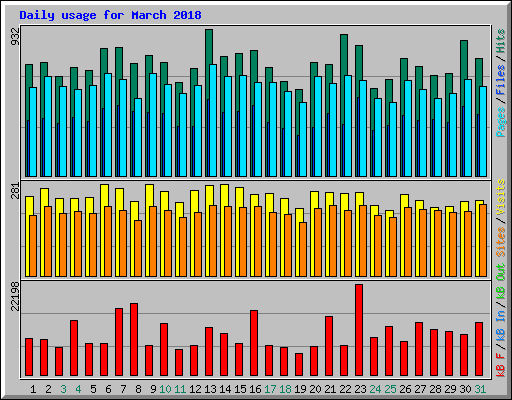 Daily usage for March 2018
932
Pages / Files / Hits
281
Sites / Visits
22198
kB F / kB In / kB Out
1 2 3 4 5 6 7 8 9 10 11 12 13 14 15 16 17 18 19 20 21 22 23 24 25 26 27 28 29 30 31